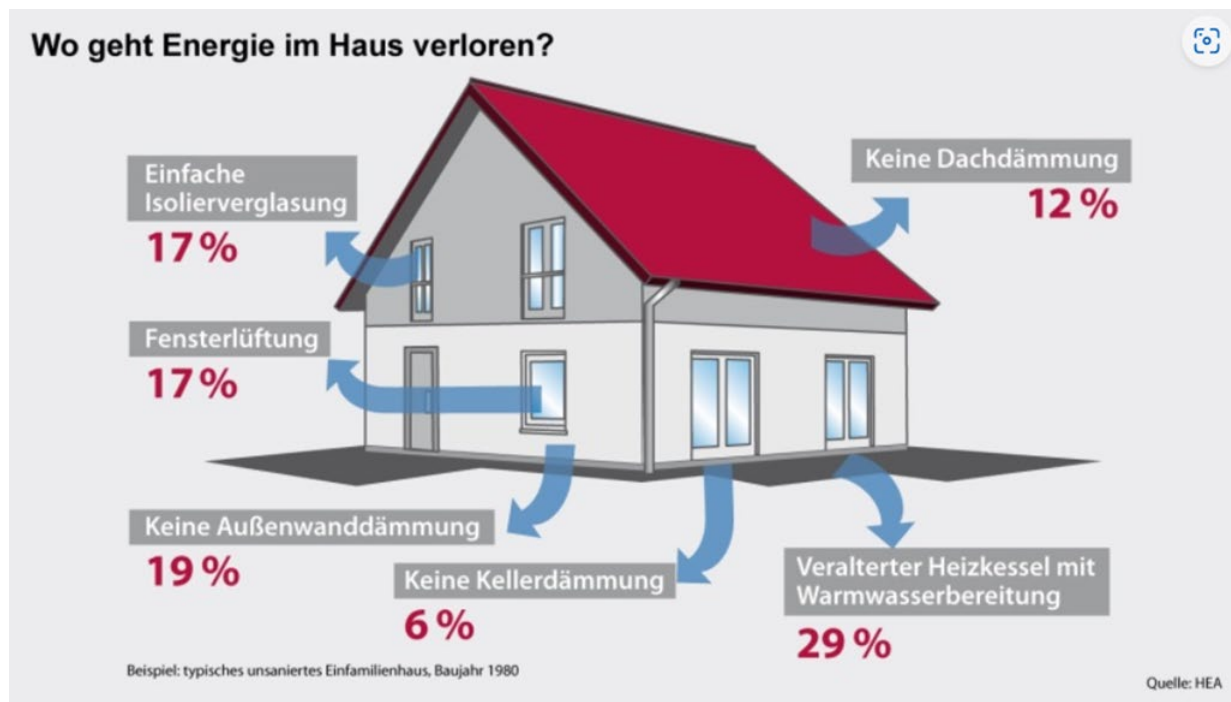 Wo geht Energie im Haus verloren?
Einfache
Isolierverglasung
17 %
Keine Dachdämmung
12 %
Fensterlüftung
17 %
Keine Außenwanddämmung
19 %
Keine Kellerdämmung
6 %
Veralterter Heizkessel mit
Warmwasserbereitung
29 %
Beispiel: typisches unsaniertes Einfamilienhaus, Baujahr 1980
Quelle: HEA